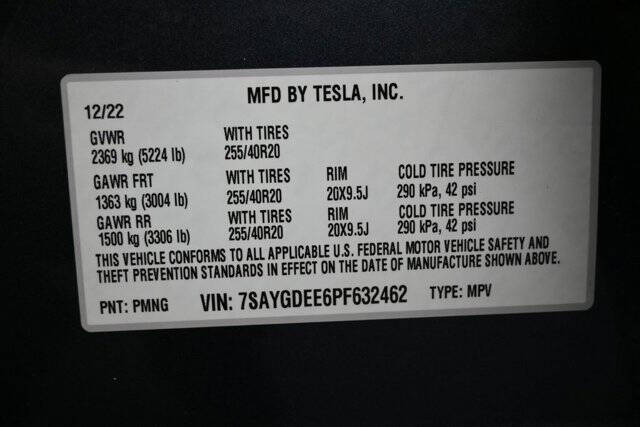 MFD BY TESLA, INC.
12/22
GVWR WITH TIRES
2369 kg (5224 lb) 255/40R20
GAWR FRT WITH TIRES RIM COLD TIRE PRESSURE
1363 kg (3004 lb) 255/40R20 20X9.5J 290 kPa, 42 psi
GAWR RR WITH TIRES RIM COLD TIRE PRESSURE
1500 kg (3306 lb) 255/40R20 20X9.5J 290 kPa, 42 psi
THIS VEHICLE CONFORMS TO ALL APPLICABLE U.S. FEDERAL MOTOR VEHICLE SAFETY AND
THEFT PREVENTION STANDARDS IN EFFECT ON THE DATE OF MANUFACTURE SHOWN ABOVE.
PNT: PMNG VIN: 7SAYGDEE6PF632462 TYPE: MPV